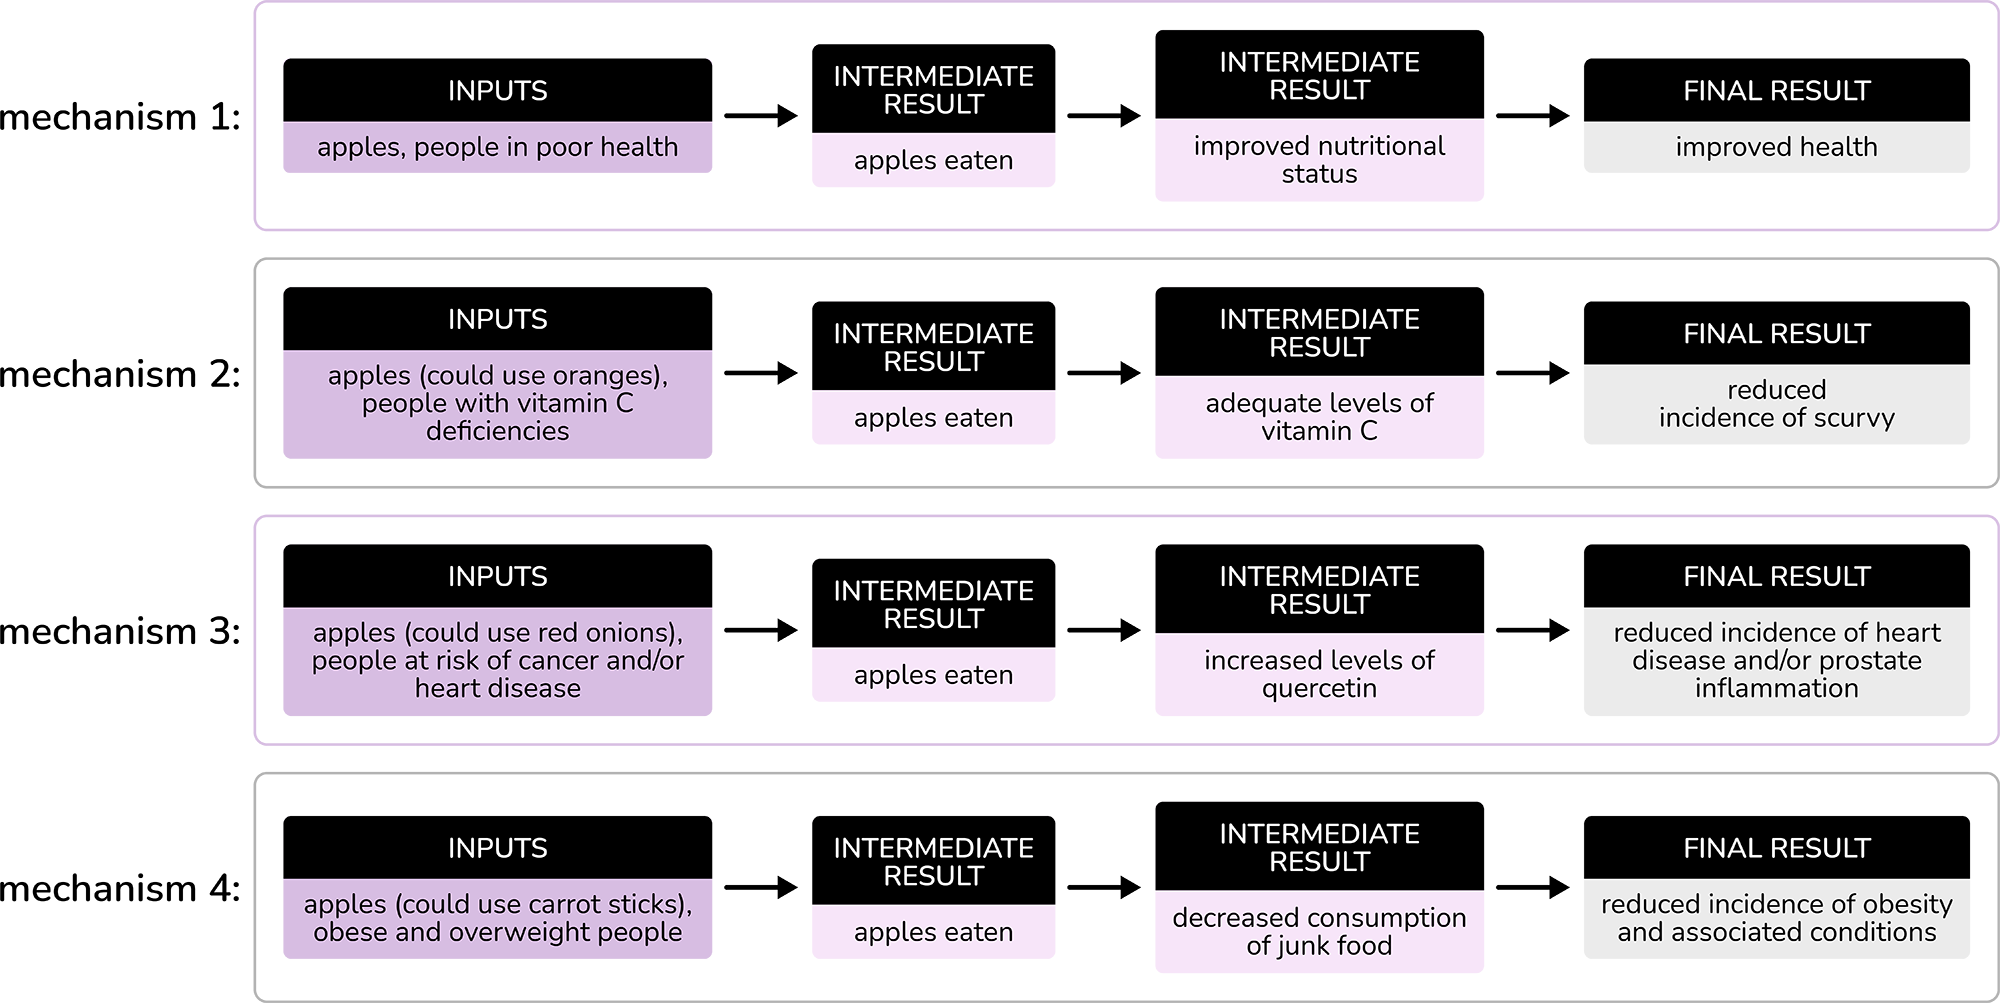 mechanism 1:
INPUTS
apples, people in poor health
INTERMEDIATE
RESULT
apples eaten
INTERMEDIATE
RESULT
improved nutritional
status
FINAL RESULT
improved health
mechanism 2:
INPUTS
apples (could use oranges),
people with vitamin C
deficiencies
INTERMEDIATE
RESULT
apples eaten
INTERMEDIATE
RESULT
adequate levels of
vitamin C
FINAL RESULT
reduced
incidence of scurvy
mechanism 3:
INPUTS
apples (could use red onions),
people at risk of cancer and/or
heart disease
INTERMEDIATE
RESULT
apples eaten
INTERMEDIATE
RESULT
increased levels of
quercetin
FINAL RESULT
reduced incidence of heart
disease and/or prostate
inflammation
mechanism 4:
INPUTS
apples (could use carrot sticks),
obese and overweight people
INTERMEDIATE
RESULT
apples eaten
INTERMEDIATE
RESULT
decreased consumption
of junk food
FINAL RESULT
reduced incidence of obesity
and associated conditions